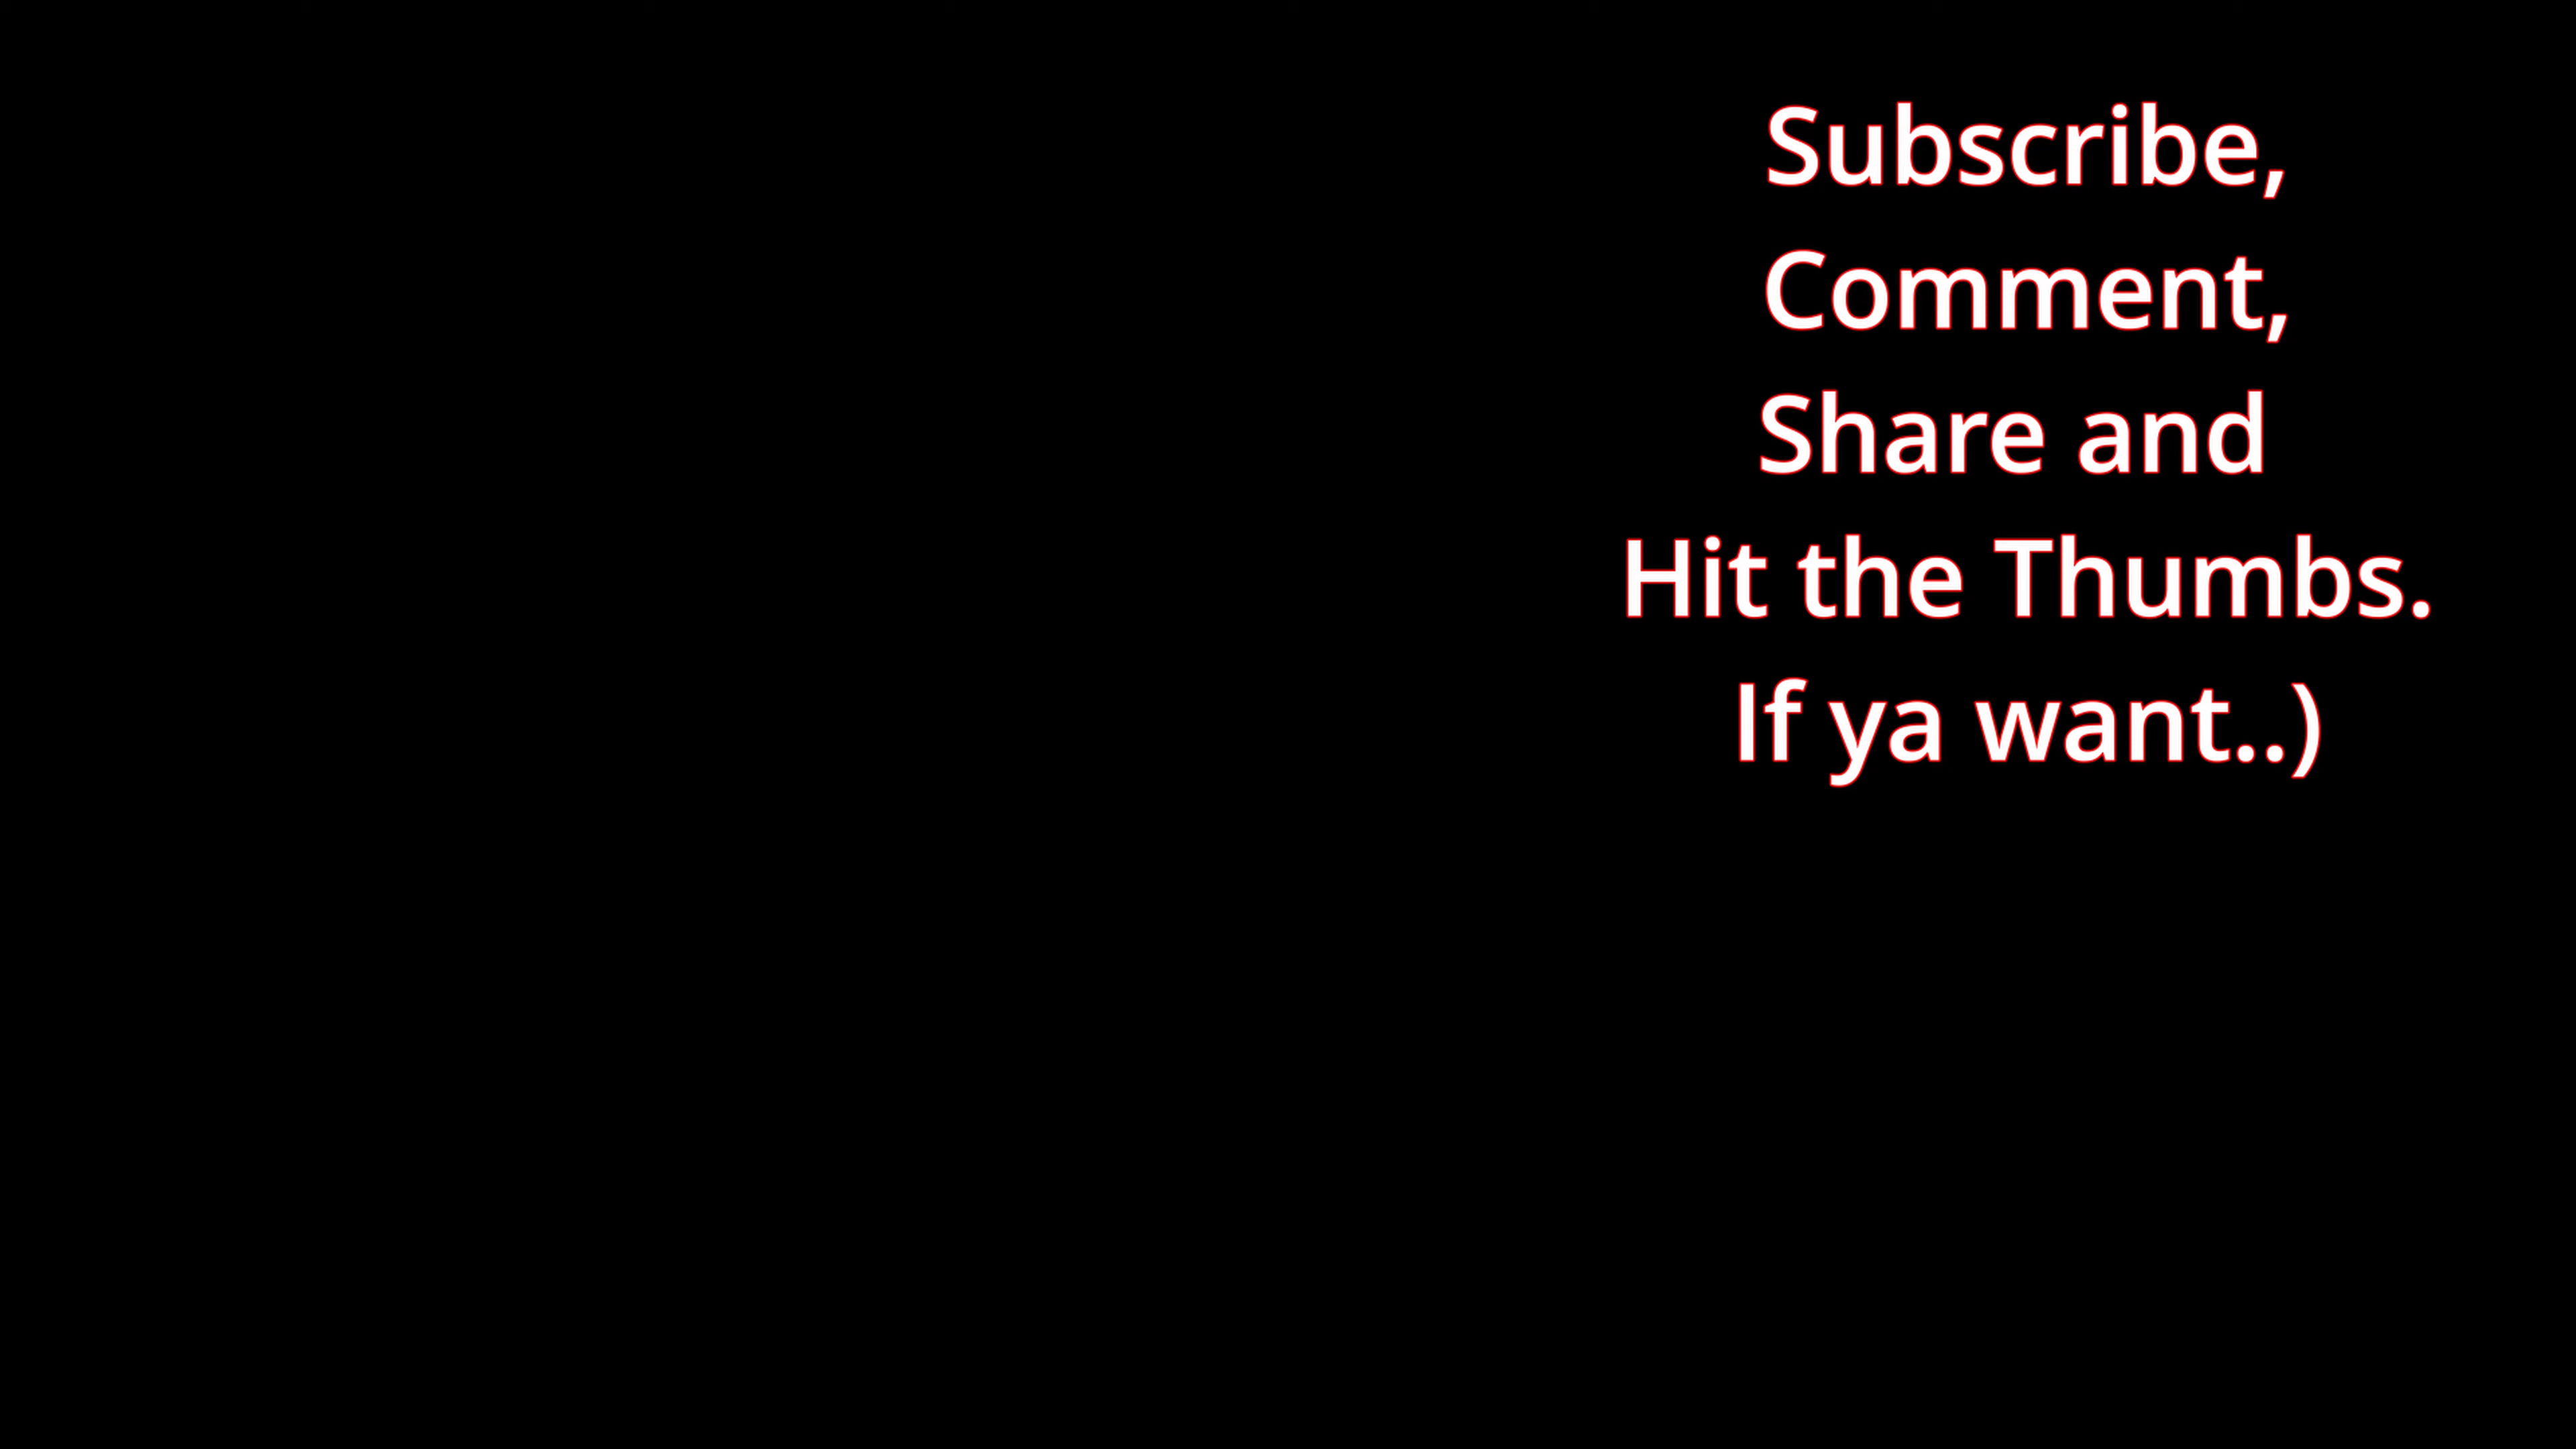 Subscribe,
Comment,
Share and
Hit the Thumbs.
If ya want..)